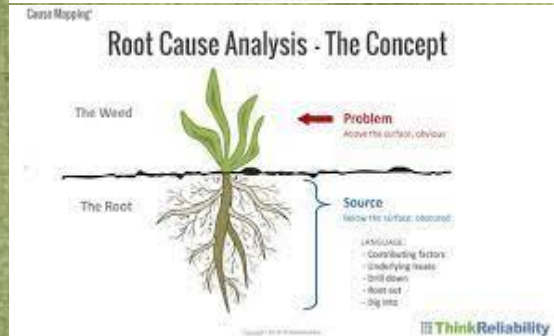 Cause Mapping®
Root Cause Analysis - The Concept
The Weed
Problem
Above the surface, obvious
The Root
Source
Below the surface, obscured
LANGUAGE:
- Contributing factors
- Underlying issues
- Drill down
- Root out
- Dig into
ThinkReliability